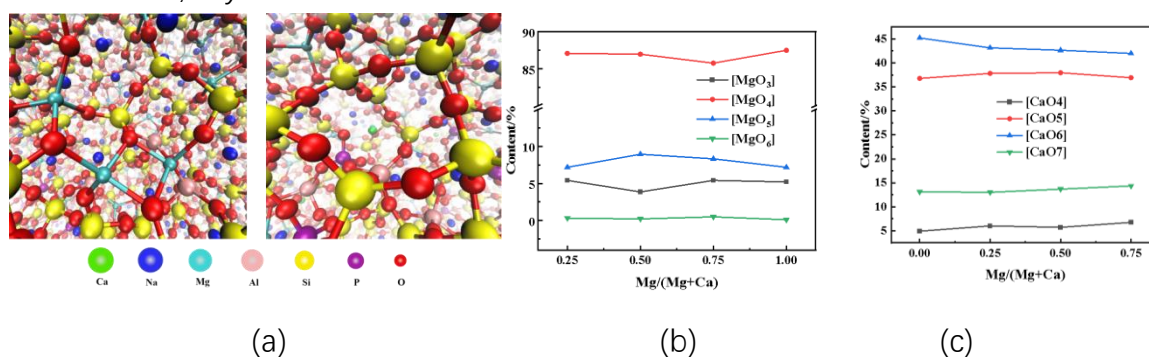 Ca Na Mg Al Si P O
90
85
10
5
0
Content/%
0.25 0.50 0.75 1.00
Mg/(Mg+Ca)
[MgO3]
[MgO4]
[MgO5]
[MgO6]
45
40
35
30
25
20
15
10
5
Content/%
0.00 0.25 0.50 0.75
Mg/(Mg+Ca)
[CaO4]
[CaO5]
[CaO6]
[CaO7]
(a) (b) (c)